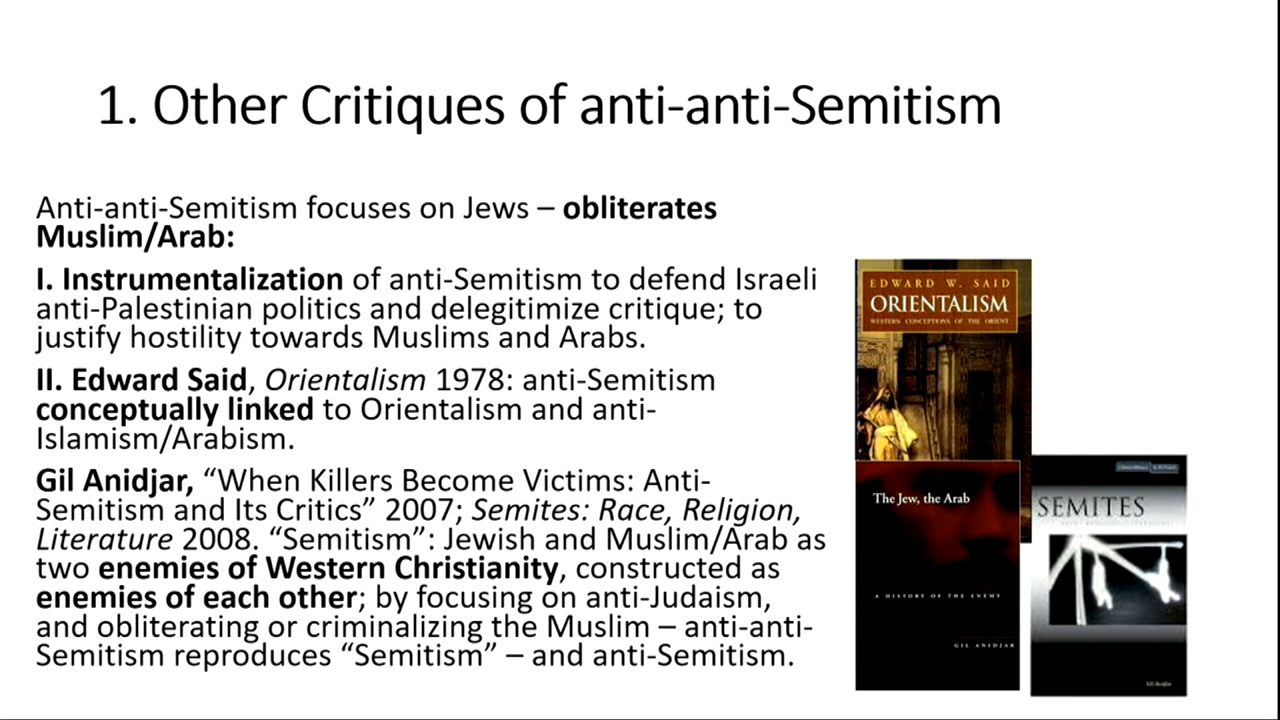 1. Other Critiques of anti-anti-Semitism
Anti-anti-Semitism focuses on Jews – obliterates
Muslim/Arab:
I. Instrumentalization of anti-Semitism to defend Israeli
anti-Palestinian politics and delegitimize critique; to
justify hostility towards Muslims and Arabs.
II. Edward Said, Orientalism 1978: anti-Semitism
conceptually linked to Orientalism and anti-
Islamism/Arabism.
Gil Anidjar, “When Killers Become Victims: Anti-
Semitism and Its Critics” 2007; Semites: Race, Religion,
Literature 2008. “Semitism”: Jewish and Muslim/Arab as
two enemies of Western Christianity, constructed as
enemies of each other; by focusing on anti-Judaism,
and obliterating or criminalizing the Muslim – anti-anti-
Semitism reproduces “Semitism” – and anti-Semitism.
EDWARD W. SAID
ORIENTALISM
WESTERN CONCEPTIONS OF THE ORIENT
The Jew, the Arab
A HISTORY OF THE ENEMY
GIL ANIDJAR
SEMITES
Gil Anidjar